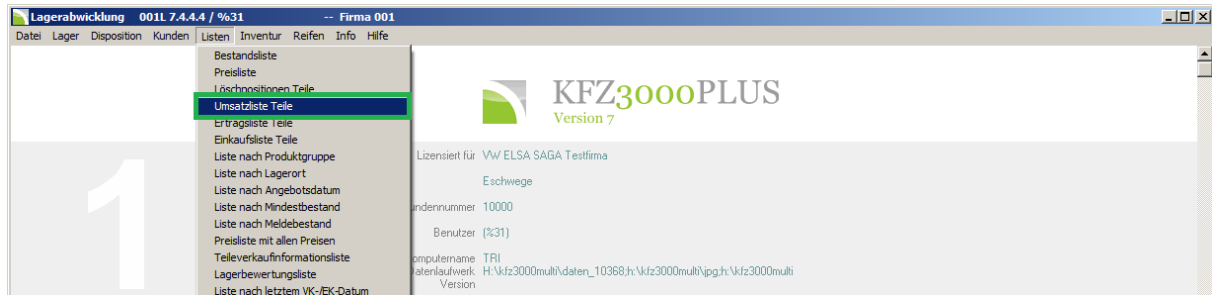 Lagerabwicklung 001L 7.4.4.4 / %31 -- Firma 001
Datei Lager Disposition Kunden Listen Inventur Reifen Info Hilfe
Bestandsliste
Preisliste
Löschpositionen Teile
Umsatzliste Teile
Ertragsliste Teile
Einkaufsliste Teile
Liste nach Produktgruppe
Liste nach Lagerort
Liste nach Angebotsdatum
Liste nach Mindestbestand
Liste nach Meldebestand
Preisliste mit allen Preisen
Teileverkaufinformationsliste
Lagerbewertungsliste
Liste nach letztem VK-/EK-Datum
KFZ3000PLUS
Version 7
1
Lizensiert für VW ELSA SAGA Testfirma
Eschwege
undennummer 10000
Benutzer (%31)
omputername TRI
Datenlaufwerk H:\kfz3000multi\daten_10368;h:\kfz3000multi\jpg;h:\kfz3000multi
Version